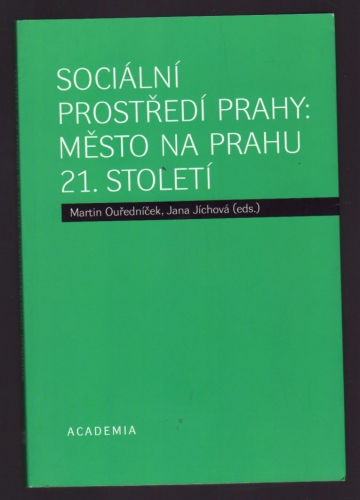 SOCIÁLNÍ
PROSTŘEDÍ PRAHY:
MĚSTO NA PRAHU
21. STOLETÍ
Martin Ouředníček, Jana Jíchová (eds.)
ACADEMIA